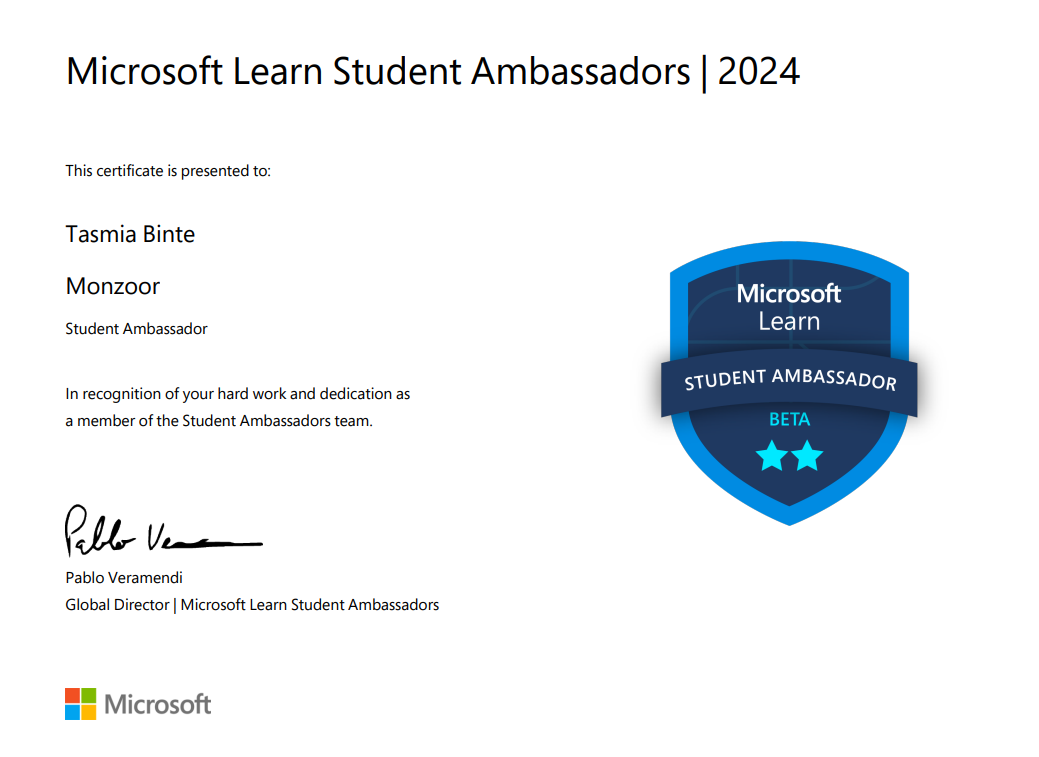 Microsoft Learn Student Ambassadors | 2024
This certificate is presented to:
Tasmia Binte
Monzoor
Student Ambassador
In recognition of your hard work and dedication as
a member of the Student Ambassadors team.
Pablo Veramendi
Global Director | Microsoft Learn Student Ambassadors
Microsoft
Microsoft
Learn
STUDENT AMBASSADOR
BETA